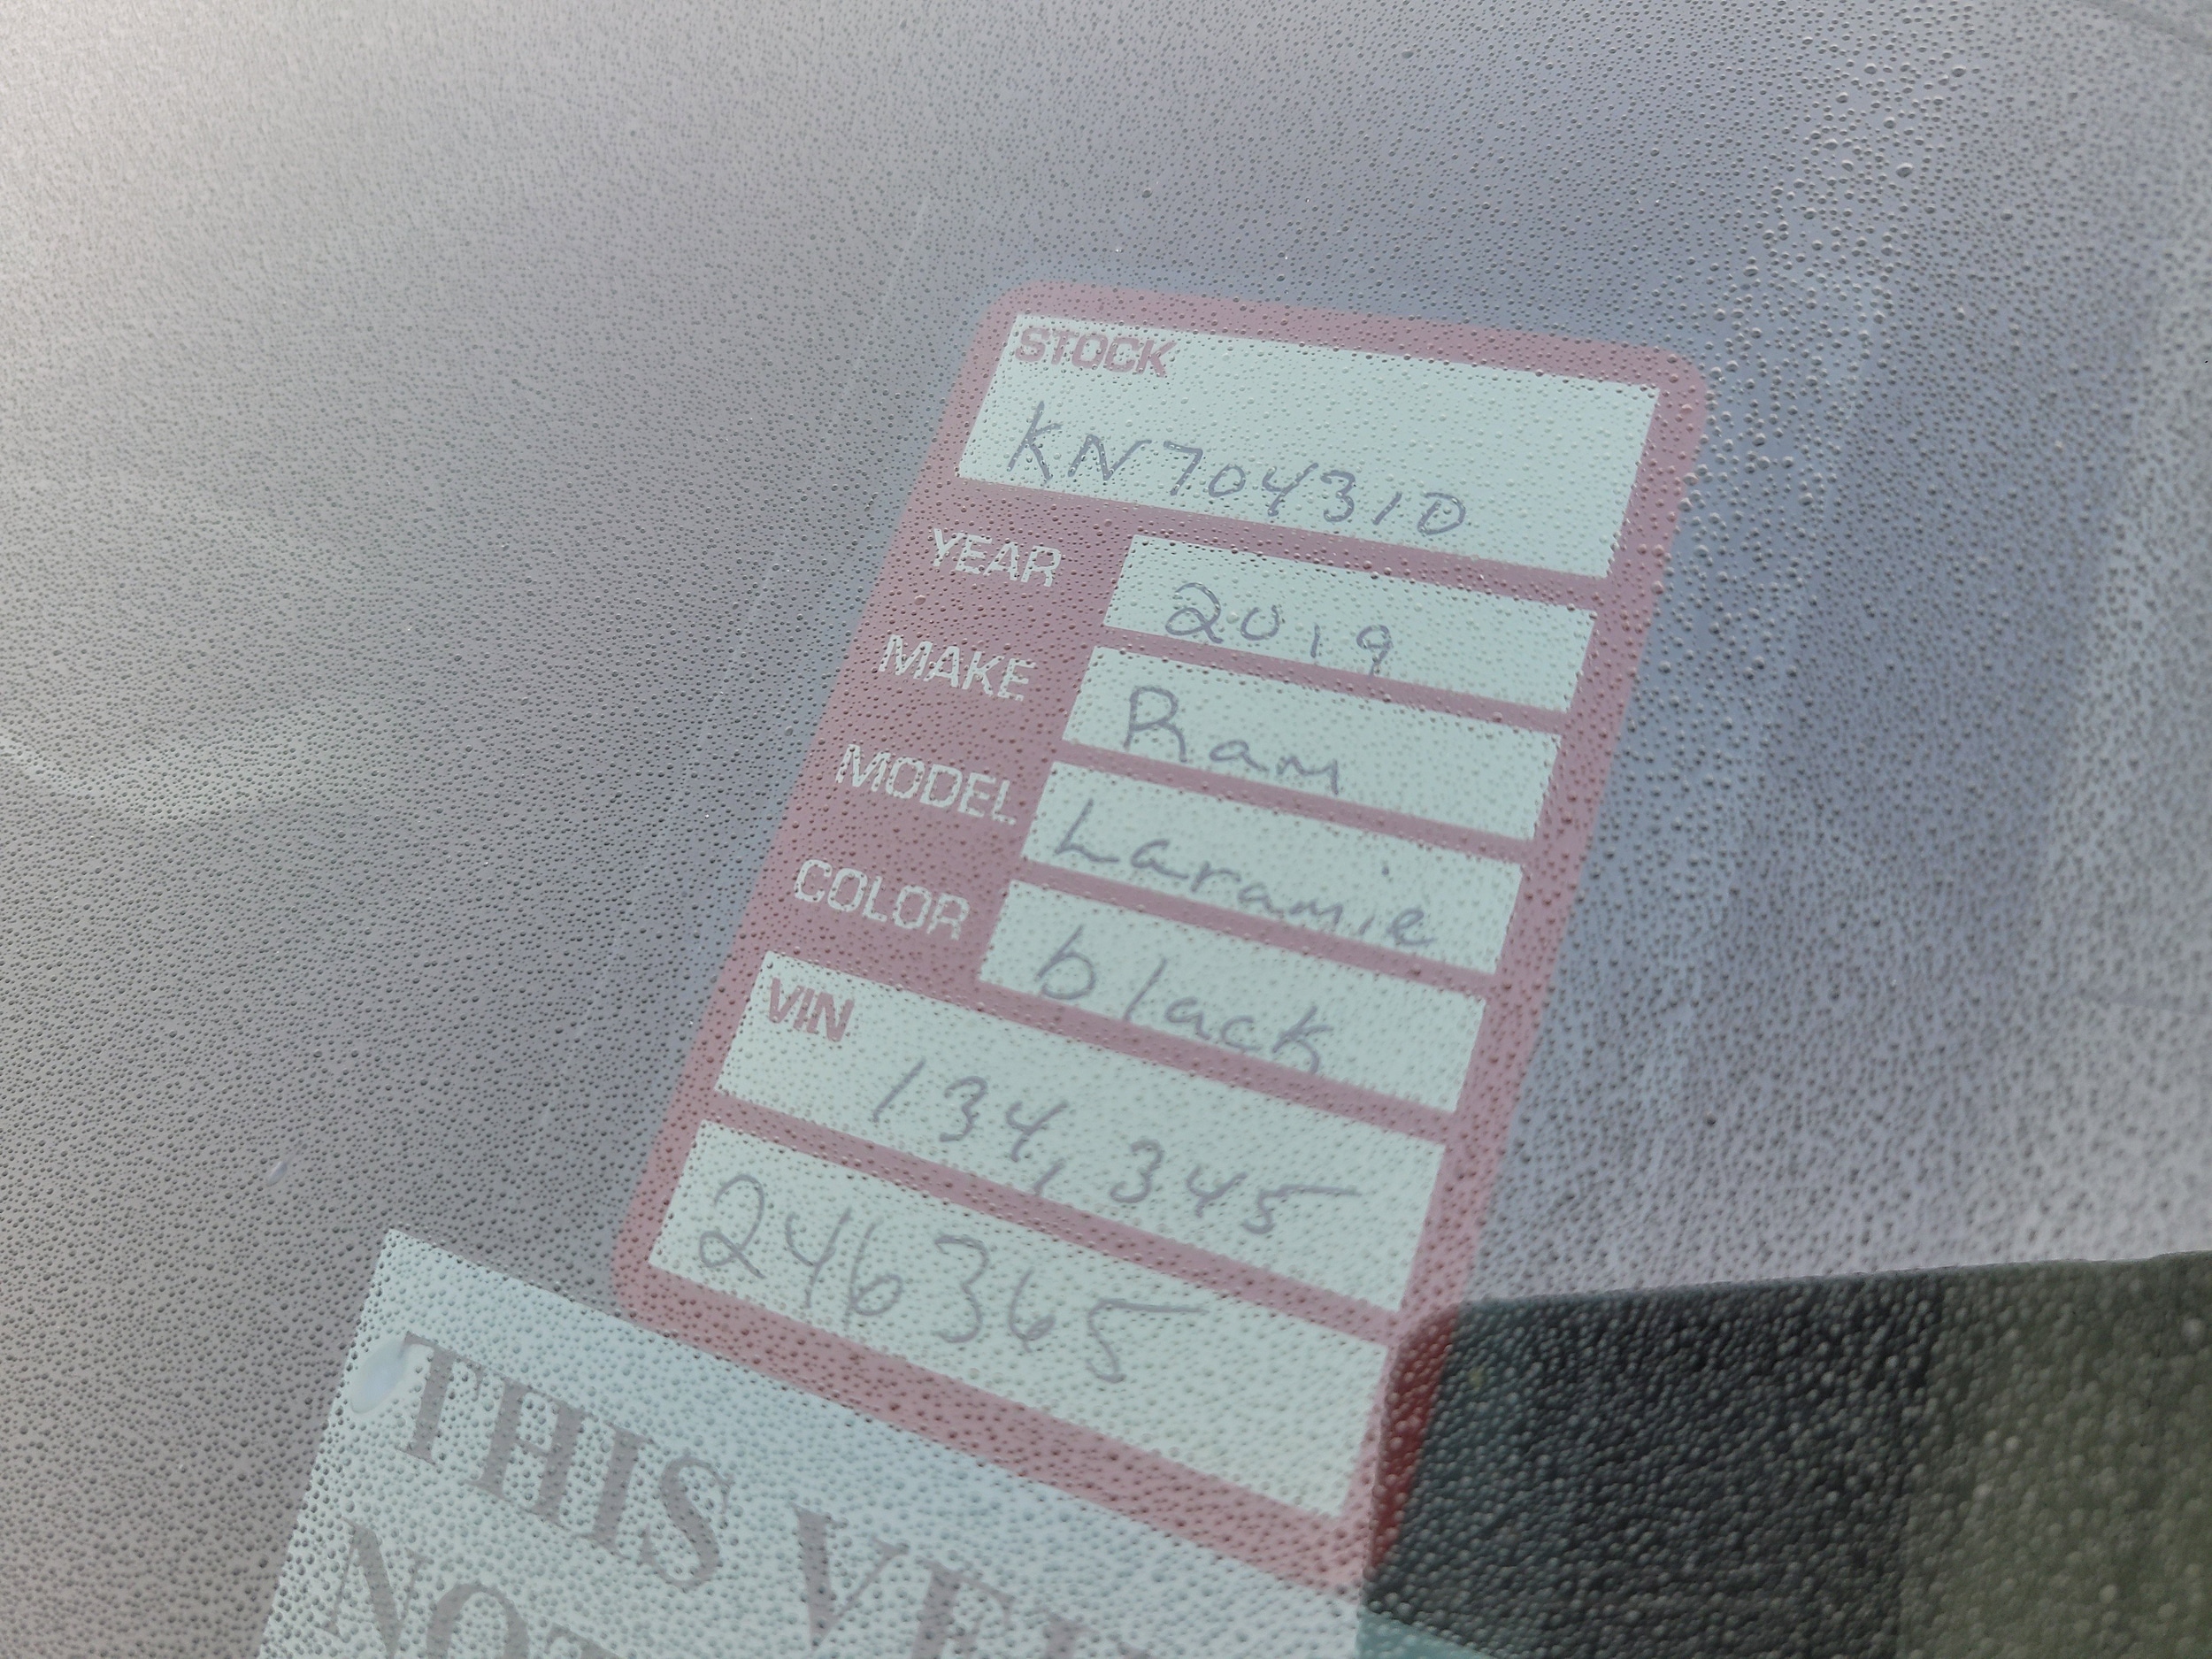 STOCK
KN704310
YEAR 2019
MAKE Ram
MODEL Laramie
COLOR black
VIN
134,345
246365
THIS